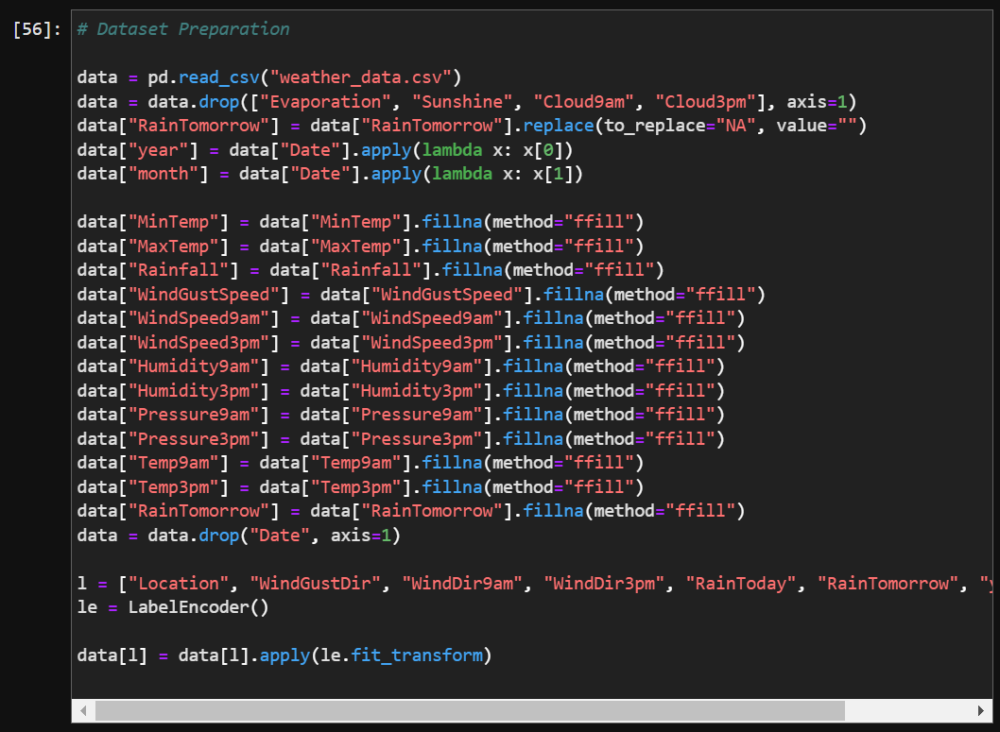 [56]:
# Dataset Preparation
data = pd.read_csv("weather_data.csv")
data = data.drop(["Evaporation", "Sunshine", "Cloud9am", "Cloud3pm"], axis=1)
data["RainTomorrow"] = data["RainTomorrow"].replace(to_replace="NA", value="")
data["year"] = data["Date"].apply(lambda x: x[0])
data["month"] = data["Date"].apply(lambda x: x[1])
data["MinTemp"] = data["MinTemp"].fillna(method="ffill")
data["MaxTemp"] = data["MaxTemp"].fillna(method="ffill")
data["Rainfall"] = data["Rainfall"].fillna(method="ffill")
data["WindGustSpeed"] = data["WindGustSpeed"].fillna(method="ffill")
data["WindSpeed9am"] = data["WindSpeed9am"].fillna(method="ffill")
data["WindSpeed3pm"] = data["WindSpeed3pm"].fillna(method="ffill")
data["Humidity9am"] = data["Humidity9am"].fillna(method="ffill")
data["Humidity3pm"] = data["Humidity3pm"].fillna(method="ffill")
data["Pressure9am"] = data["Pressure9am"].fillna(method="ffill")
data["Pressure3pm"] = data["Pressure3pm"].fillna(method="ffill")
data["Temp9am"] = data["Temp9am"].fillna(method="ffill")
data["Temp3pm"] = data["Temp3pm"].fillna(method="ffill")
data["RainTomorrow"] = data["RainTomorrow"].fillna(method="ffill")
data = data.drop("Date", axis=1)
l = ["Location", "WindGustDir", "WindDir9am", "WindDir3pm", "RainToday", "RainTomorrow",
le = LabelEncoder()
data[l] = data[l].apply(le.fit_transform)